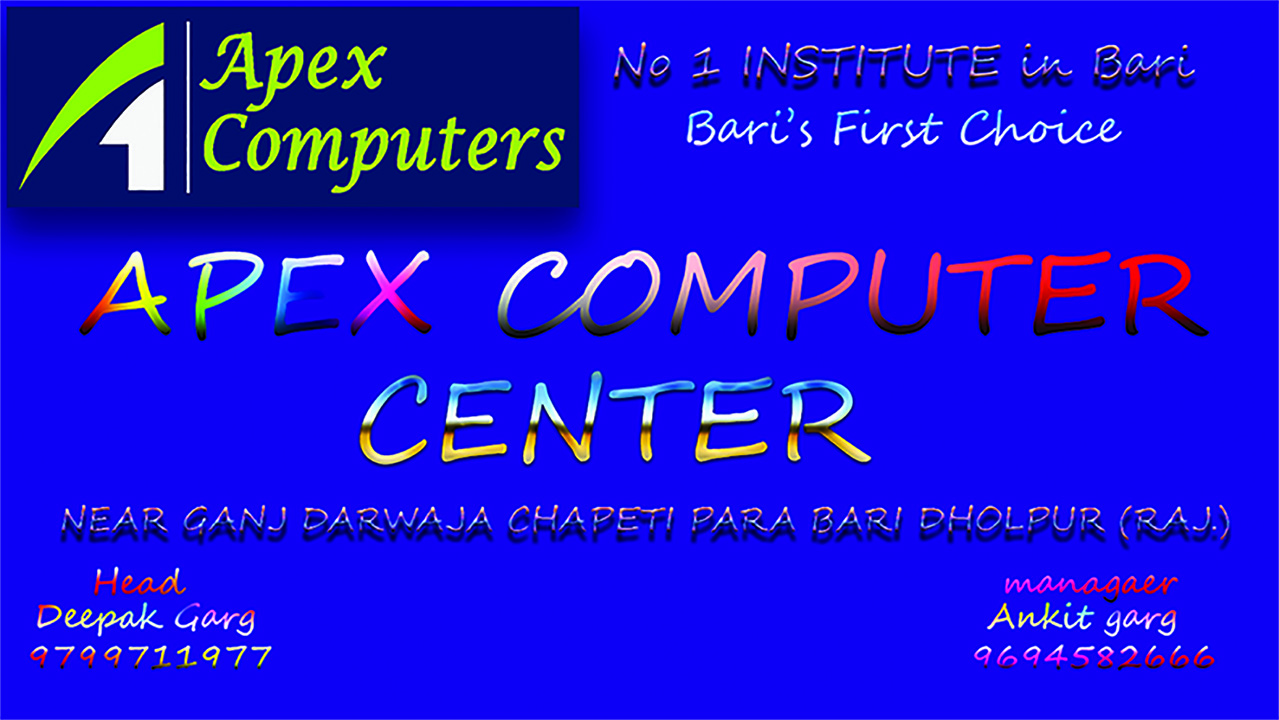 Apex
Computers
No 1 INSTITUTE in Bari
Bari's First Choice
APEX COMPUTER
CENTER
NEAR GANJ DARWAJA CHAPETI PARA BARI DHOLPUR (RAJ.)
Head
Deepak Garg
9799711977
managaer
Ankit garg
9694582666